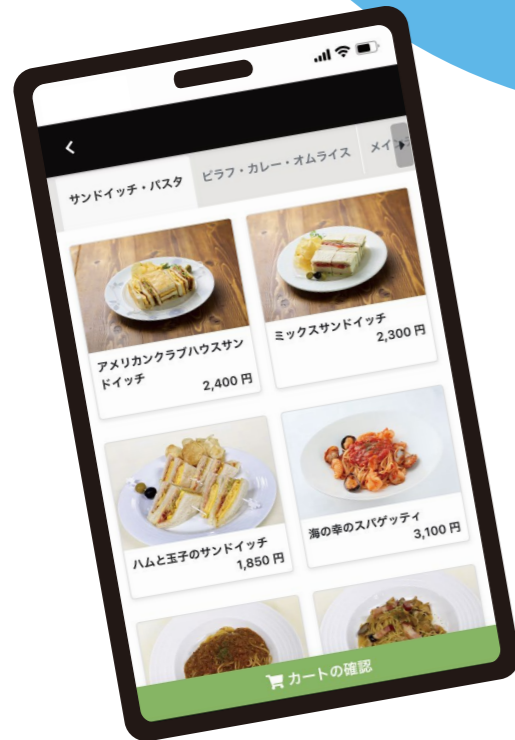 サンドイッチ・パスタ
ピラフ・カレー・オムライス
メイ
アメリカンクラブハウスサン
ドイッチ
2,400 円
ミックスサンドイッチ
2,300 円
ハムと玉子のサンドイッチ
1,850 円
海の幸のスパゲッティ
3,100 円
カートの確認